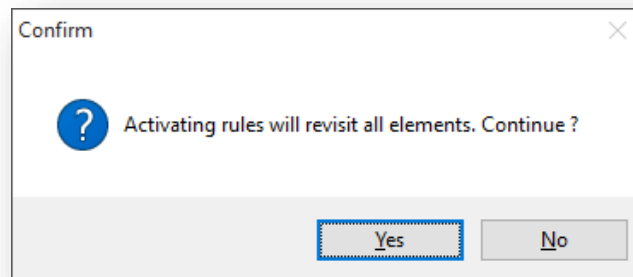 Confirm
Activating rules will revisit all elements. Continue ?
Yes
No